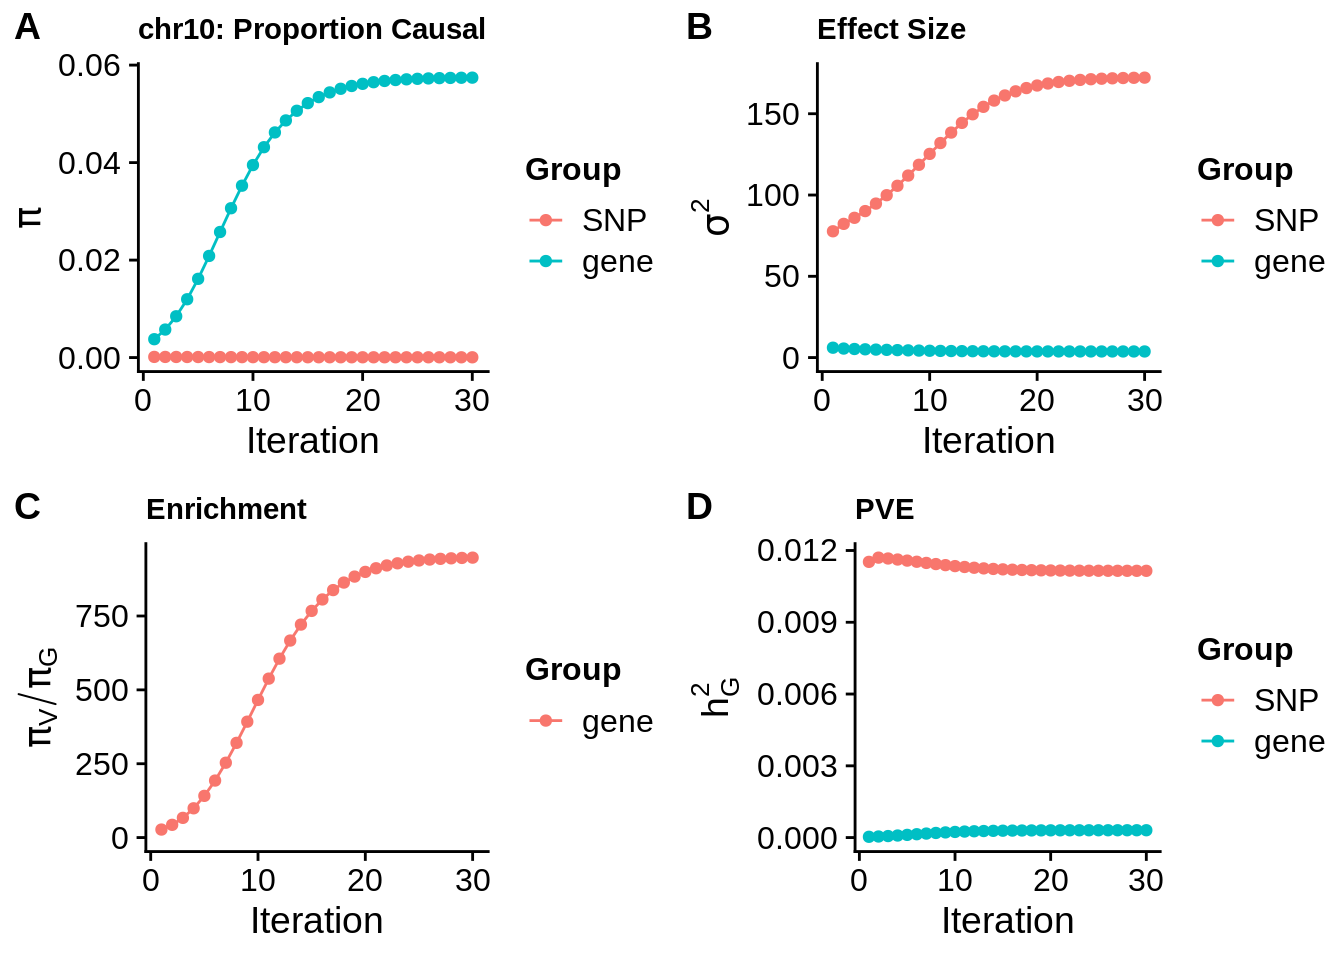 A
chr10: Proportion Causal
0.06
0.04
0.02
0.00
π
0 10 20 30
Iteration
Group
SNP
gene
B
Effect Size
150
100
50
0
σ²
0 10 20 30
Iteration
Group
SNP
gene
C
Enrichment
750
500
250
0
π_V/π_G
0 10 20 30
Iteration
Group
gene
D
PVE
0.012
0.009
0.006
0.003
0.000
h²_G
0 10 20 30
Iteration
Group
SNP
gene